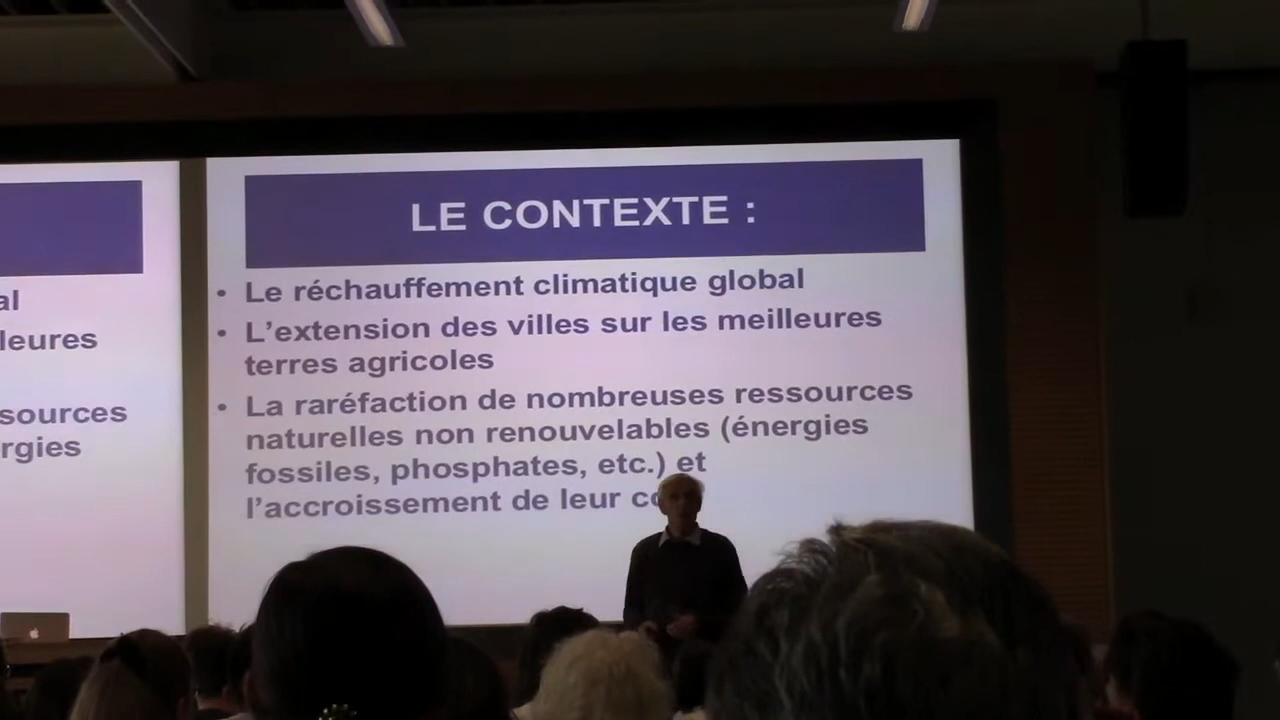 al
leures
sources
rgies
LE CONTEXTE :
• Le réchauffement climatique global
• L’extension des villes sur les meilleures
terres agricoles
• La raréfaction de nombreuses ressources
naturelles non renouvelables (énergies
fossiles, phosphates, etc.) et
l’accroissement de leur